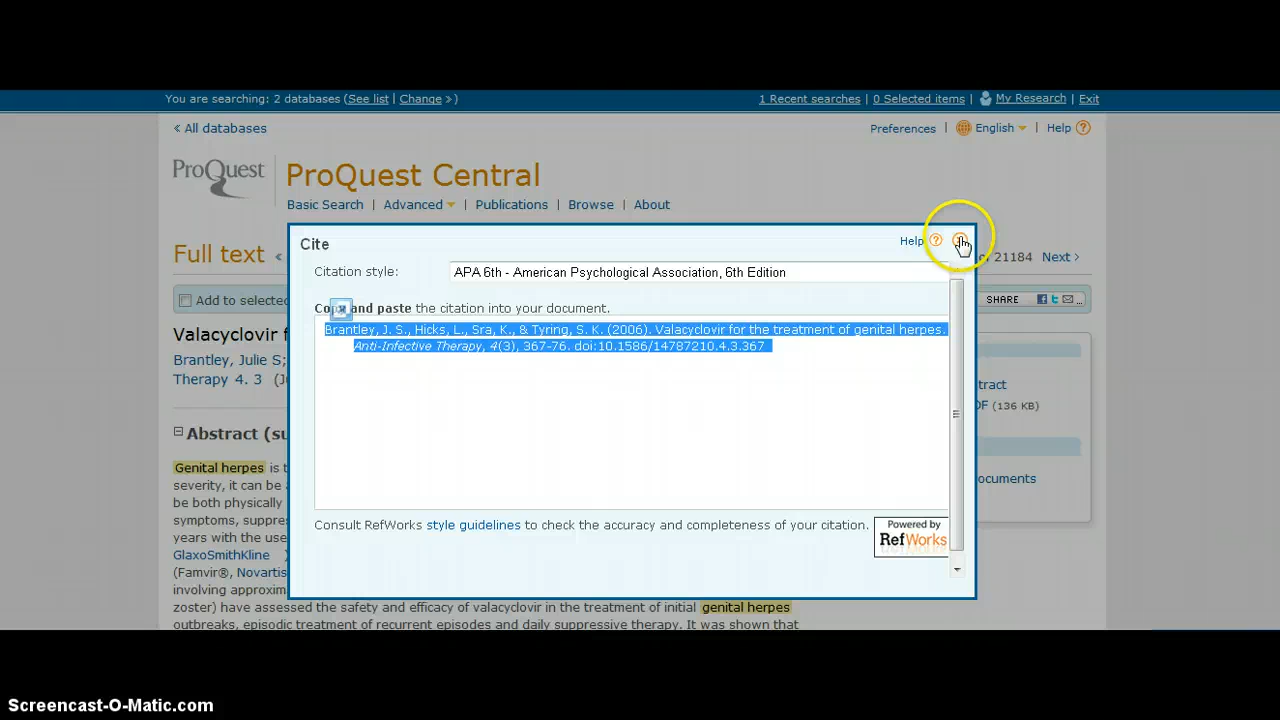 You are searching: 2 databases (See list | Change >)
1 Recent searches | 0 Selected items | My Research | Exit
< All databases
Preferences | English | Help ?
ProQuest
ProQuest Central
Basic Search | Advanced | Publications | Browse | About
Full text <
21184 Next >
Cite
Help ?
Citation style: APA 6th - American Psychological Association, 6th Edition
Add to selected
SHARE
and paste the citation into your document.
Brantley, J. S., Hicks, L., Sra, K., & Tyring, S. K. (2006). Valacyclovir for the treatment of genital herpes.
Anti-Infective Therapy, 4(3), 367-76. doi:10.1586/14787210.4.3.367
Valacyclovir f
Brantley, Julie S
Therapy 4. 3 (J
tract
DF (136 KB)
Abstract (su
Genital herpes is t
severity, it can be a
be both physically
ocuments
symptoms, suppres
years with the use
Consult RefWorks style guidelines to check the accuracy and completeness of your citation.
Powered by
RefWorks
GlaxoSmithKline
(Famvir®, Novartis
involving approxim
zoster) have assessed the safety and efficacy of valacyclovir in the treatment of initial genital herpes
outbreaks, episodic treatment of recurrent episodes and daily suppressive therapy. It was shown that
Screencast-O-Matic.com